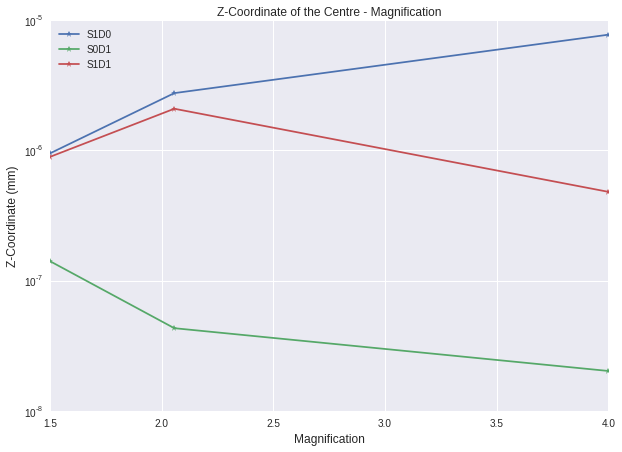 Z-Coordinate of the Centre - Magnification
S1D0
S0D1
S1D1
Z-Coordinate (mm)
10^-5
10^-6
10^-7
10^-8
1.5 2.0 2.5 3.0 3.5 4.0
Magnification